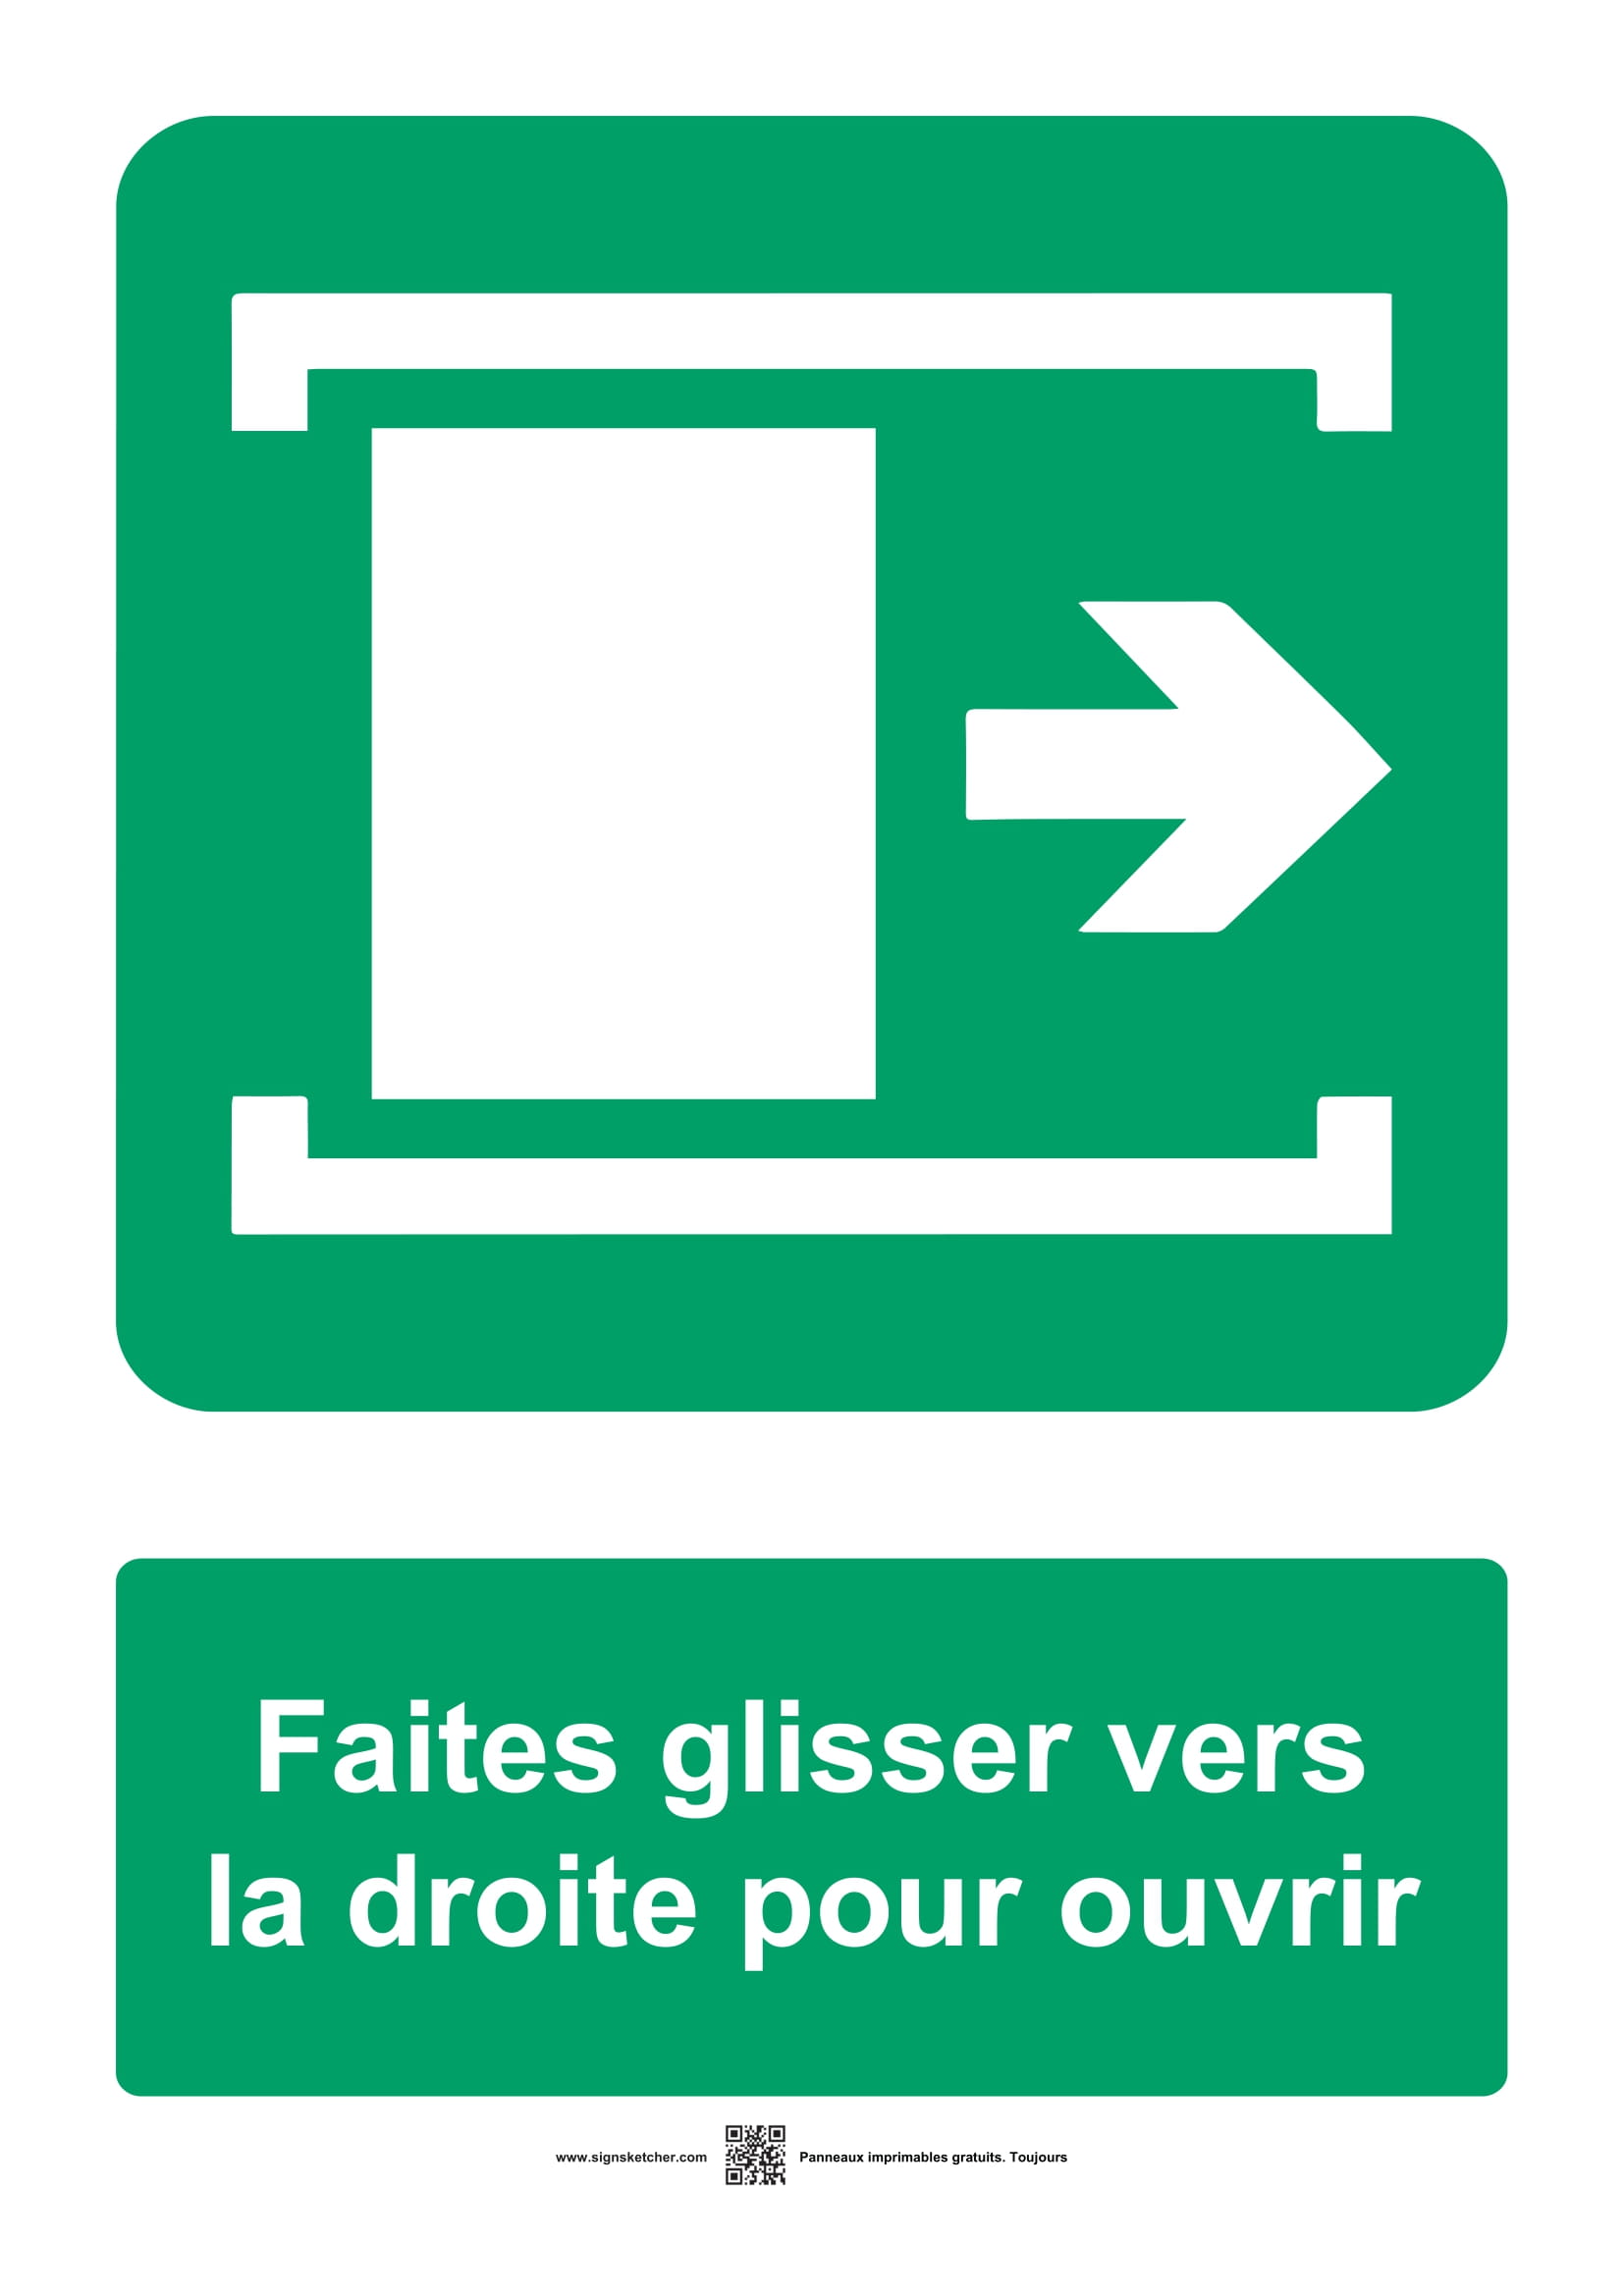 Faites glisser vers
la droite pour ouvrir
www.signsketcher.com Panneaux imprimables gratuits. Toujours